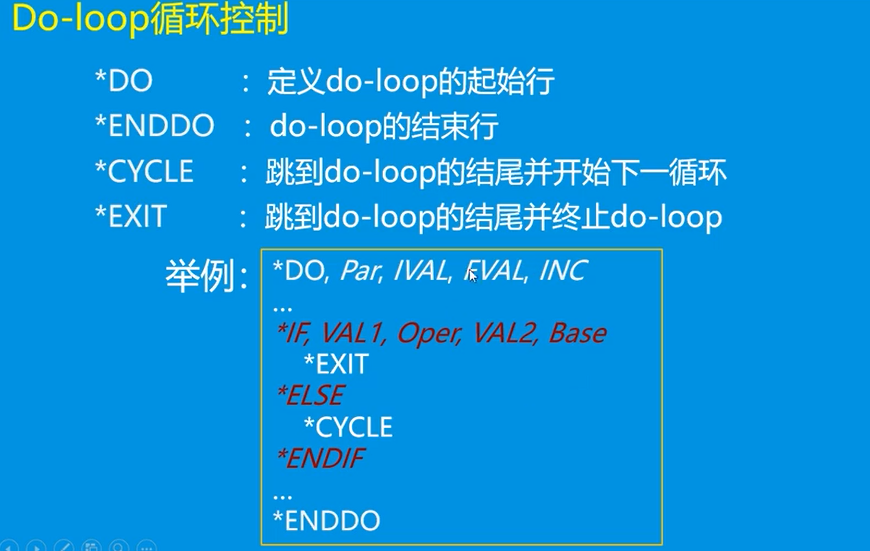 Do-loop循环控制
*DO : 定义do-loop的起始行
*ENDDO : do-loop的结束行
*CYCLE : 跳到do-loop的结尾并开始下一循环
*EXIT : 跳到do-loop的结尾并终止do-loop
举例: *DO, Par, IVAL, FVAL, INC
...
*IF, VAL1, Oper, VAL2, Base
*EXIT
*ELSE
*CYCLE
*ENDIF
...
*ENDDO